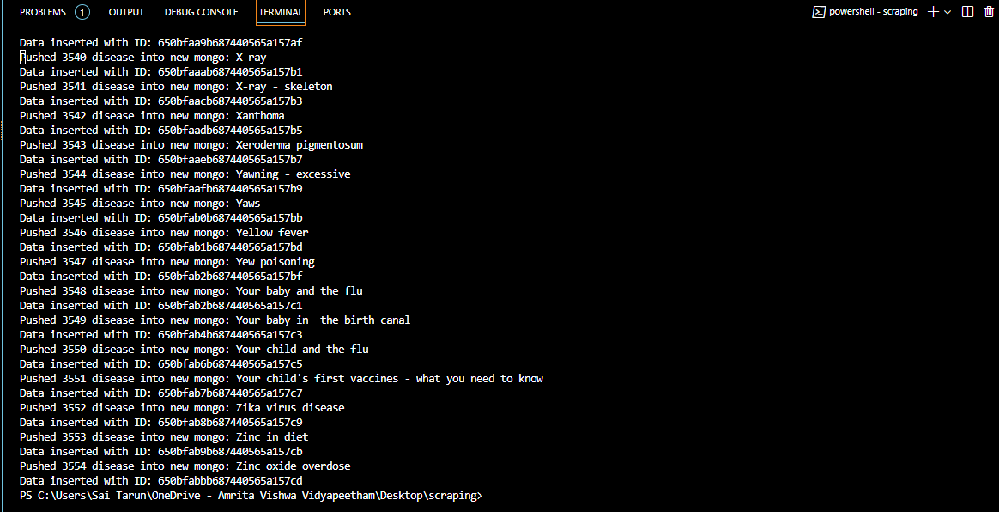 PROBLEMS 1 OUTPUT DEBUG CONSOLE TERMINAL PORTS powershell - scraping
Data inserted with ID: 650bfaa9b687440565a157af
Pushed 3540 disease into new mongo: X-ray
Data inserted with ID: 650bfaaab687440565a157b1
Pushed 3541 disease into new mongo: X-ray - skeleton
Data inserted with ID: 650bfaacb687440565a157b3
Pushed 3542 disease into new mongo: Xanthoma
Data inserted with ID: 650bfaadb687440565a157b5
Pushed 3543 disease into new mongo: Xeroderma pigmentosum
Data inserted with ID: 650bfaaeb687440565a157b7
Pushed 3544 disease into new mongo: Yawning - excessive
Data inserted with ID: 650bfaafb687440565a157b9
Pushed 3545 disease into new mongo: Yaws
Data inserted with ID: 650bfab0b687440565a157bb
Pushed 3546 disease into new mongo: Yellow fever
Data inserted with ID: 650bfab1b687440565a157bd
Pushed 3547 disease into new mongo: Yew poisoning
Data inserted with ID: 650bfab2b687440565a157bf
Pushed 3548 disease into new mongo: Your baby and the flu
Data inserted with ID: 650bfab2b687440565a157c1
Pushed 3549 disease into new mongo: Your baby in  the birth canal
Data inserted with ID: 650bfab4b687440565a157c3
Pushed 3550 disease into new mongo: Your child and the flu
Data inserted with ID: 650bfab6b687440565a157c5
Pushed 3551 disease into new mongo: Your child's first vaccines - what you need to know
Data inserted with ID: 650bfab7b687440565a157c7
Pushed 3552 disease into new mongo: Zika virus disease
Data inserted with ID: 650bfab8b687440565a157c9
Pushed 3553 disease into new mongo: Zinc in diet
Data inserted with ID: 650bfab9b687440565a157cb
Pushed 3554 disease into new mongo: Zinc oxide overdose
Data inserted with ID: 650bfabbb687440565a157cd
PS C:\Users\Sai Tarun\OneDrive - Amrita Vishwa Vidyapeetham\Desktop\scraping>